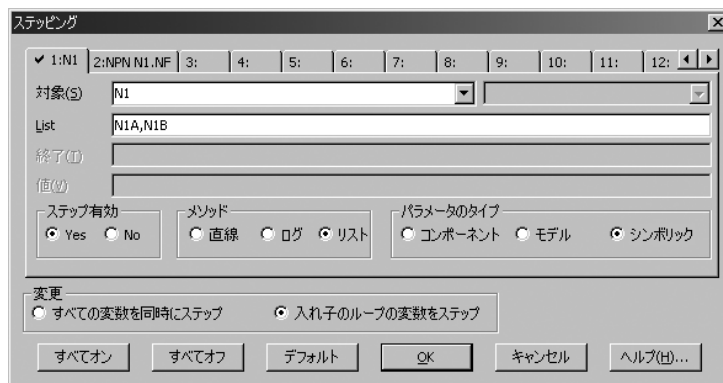 ステッピング
✔ 1:N1 2:NPN N1.NF 3: 4: 5: 6: 7: 8: 9: 10: 11: 12:
対象(S) N1
List N1A,N1B
終了(T)
値(V)
ステップ有効 メソッド パラメータのタイプ
Yes No 直線 ログ リスト コンポーネント モデル シンボリック
変更
すべての変数を同時にステップ 入れ子のループの変数をステップ
すべてオン すべてオフ デフォルト OK キャンセル ヘルプ(H)...